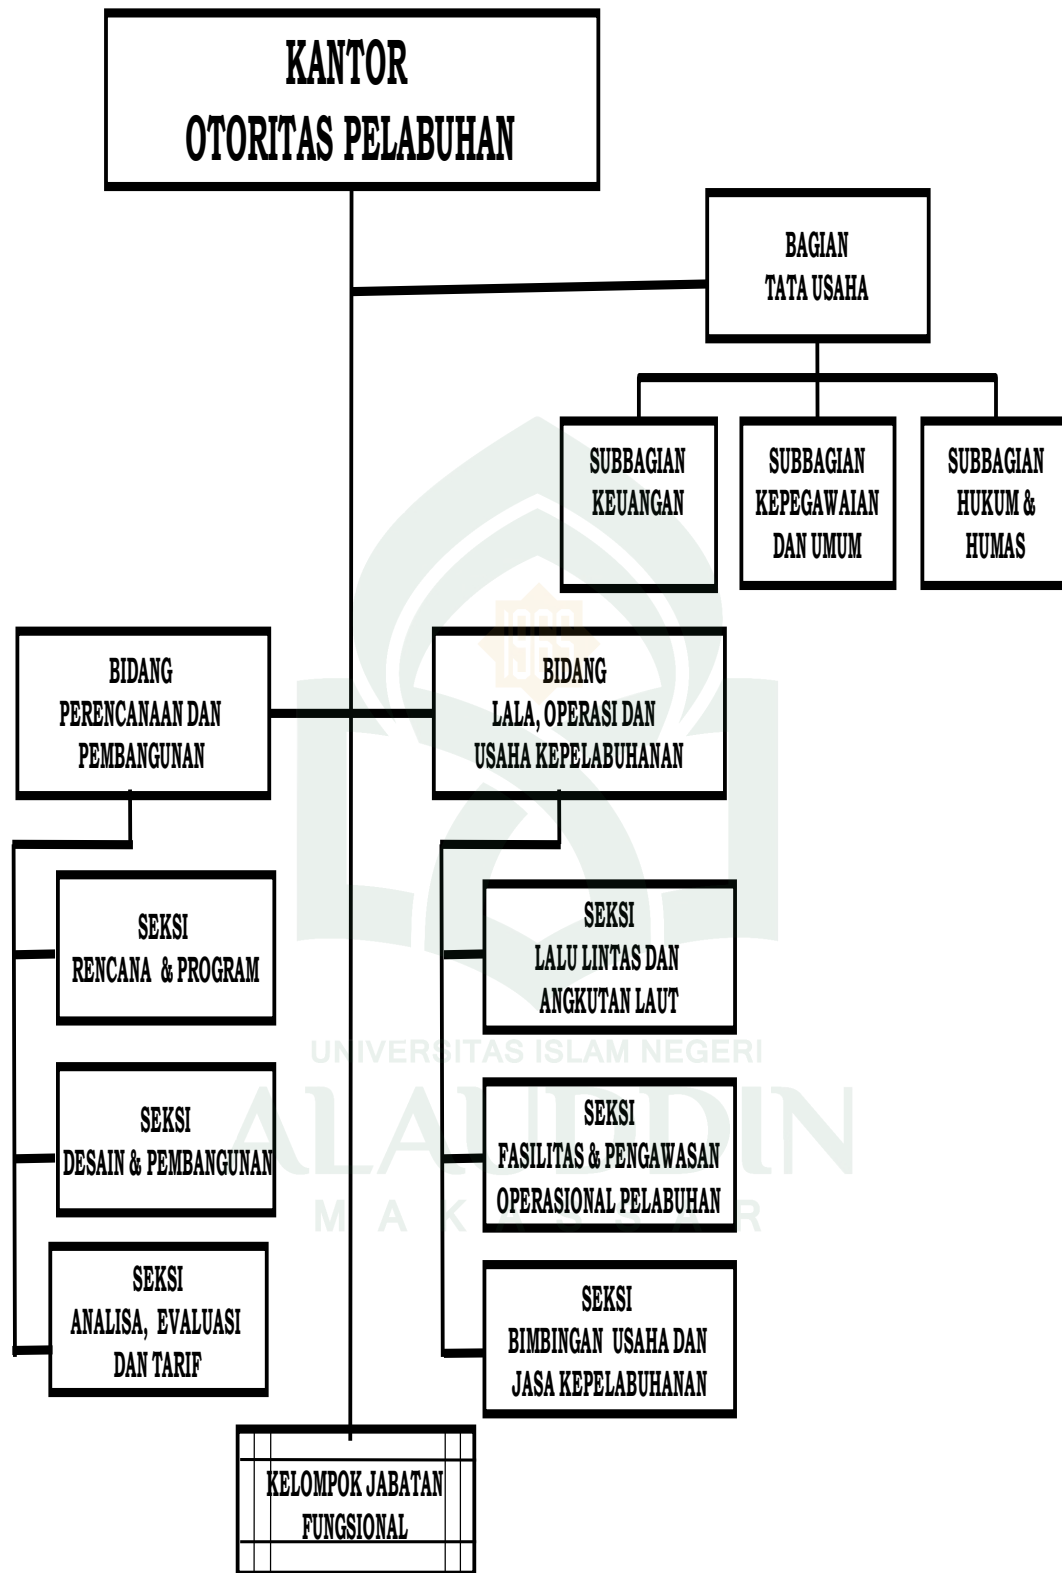 KANTOR
OTORITAS PELABUHAN
BAGIAN
TATA USAHA
SUBBAGIAN
KEUANGAN
SUBBAGIAN
KEPEGAWAIAN
DAN UMUM
SUBBAGIAN
HUKUM &
HUMAS
1969
BIDANG
PERENCANAAN DAN
PEMBANGUNAN
BIDANG
LALA, OPERASI DAN
USAHA KEPELABUHANAN
SEKSI
RENCANA & PROGRAM
SEKSI
DESAIN & PEMBANGUNAN
SEKSI
ANALISA, EVALUASI
DAN TARIF
SEKSI
LALU LINTAS DAN
ANGKUTAN LAUT
SEKSI
FASILITAS & PENGAWASAN
OPERASIONAL PELABUHAN
SEKSI
BIMBINGAN USAHA DAN
JASA KEPELABUHANAN
UNIVERSITAS ISLAM NEGERI
ALAUDDIN
MAKASSAR
KELOMPOK JABATAN
FUNGSIONAL